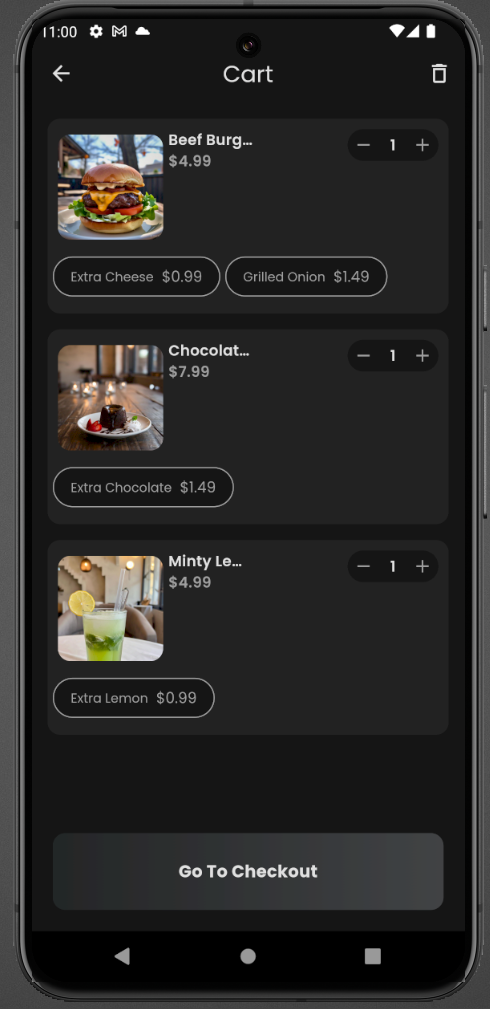 11:00
Cart
Beef Burg...
$4.99
1
Extra Cheese $0.99
Grilled Onion $1.49
Chocolat...
$7.99
1
Extra Chocolate $1.49
Minty Le...
$4.99
1
Extra Lemon $0.99
Go To Checkout